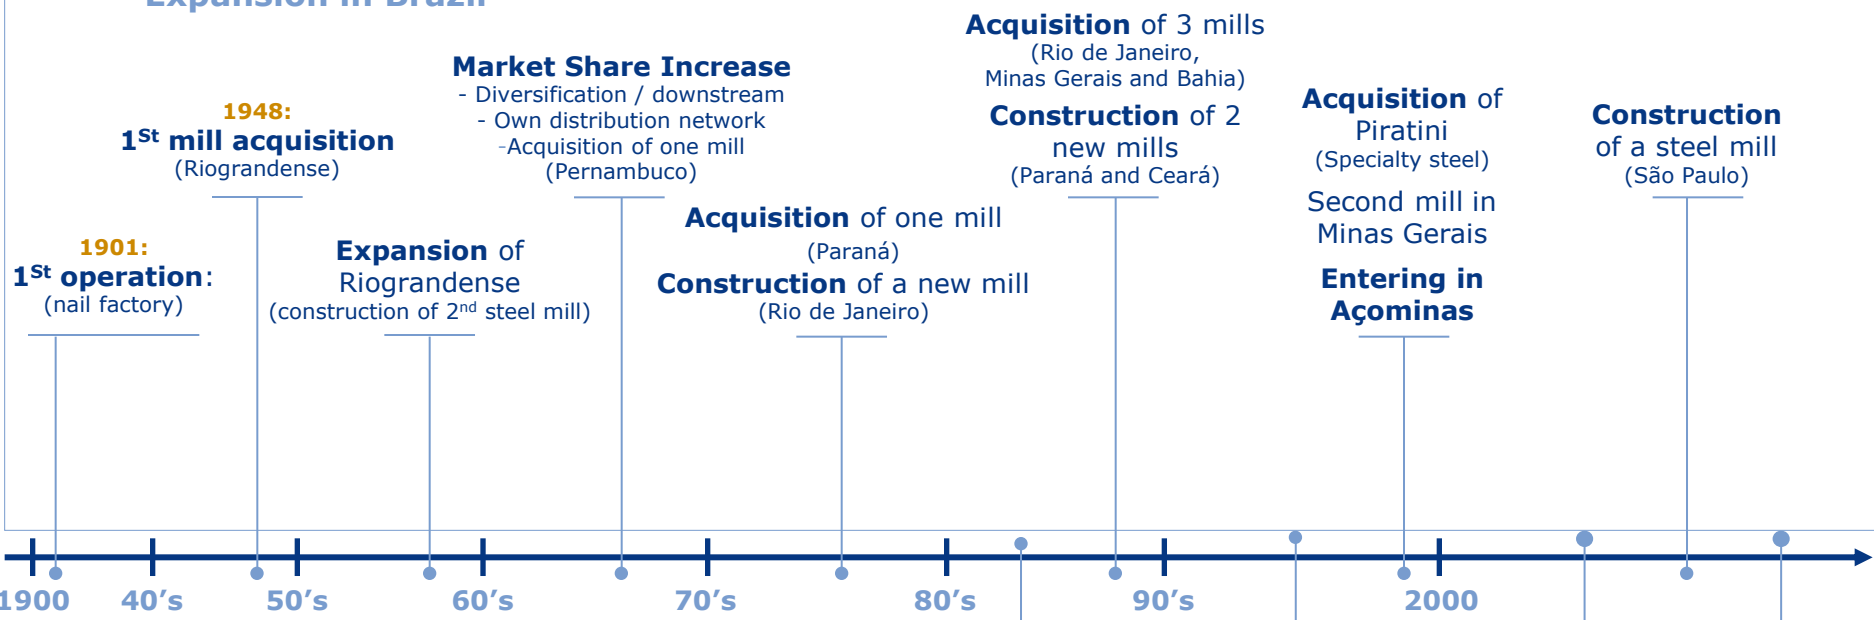 Expansion in Brazil
1901:
1St operation:
(nail factory)
1948:
1St mill acquisition
(Riograndense)
Expansion of
Riograndense
(construction of 2nd steel mill)
Market Share Increase
- Diversification / downstream
- Own distribution network
-Acquisition of one mill
(Pernambuco)
Acquisition of one mill
(Paraná)
Construction of a new mill
(Rio de Janeiro)
Acquisition of 3 mills
(Rio de Janeiro,
Minas Gerais and Bahia)
Construction of 2
new mills
(Paraná and Ceará)
Acquisition of
Piratini
(Specialty steel)
Second mill in
Minas Gerais
Entering in
Açominas
Construction
of a steel mill
(São Paulo)
1900 40’s 50’s 60’s 70’s 80’s 90’s 2000